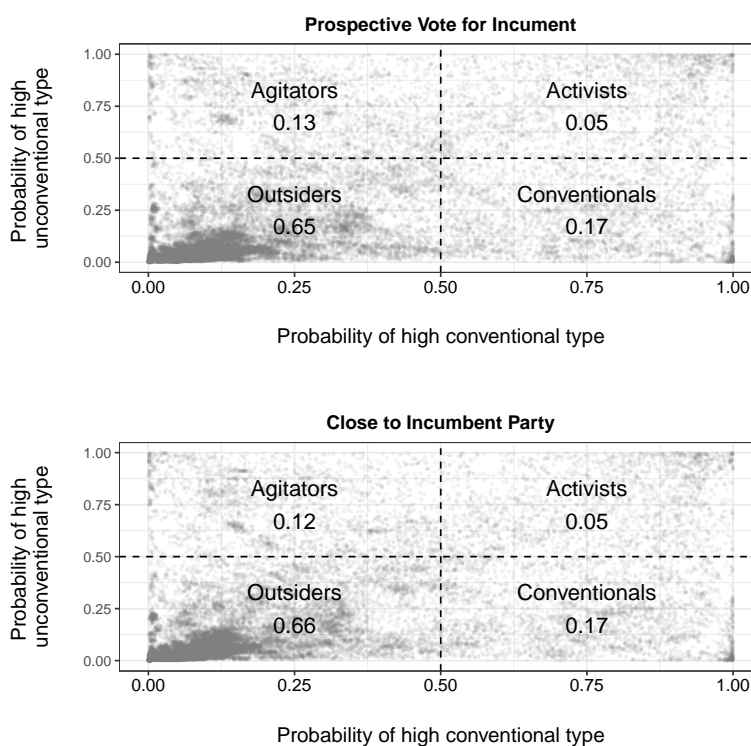 Prospective Vote for Incument
Probability of high
unconventional type
1.00
0.75
0.50
0.25
0.00
Agitators
0.13
Activists
0.05
Outsiders
0.65
Conventionals
0.17
0.00 0.25 0.50 0.75 1.00
Probability of high conventional type
Close to Incumbent Party
Probability of high
unconventional type
1.00
0.75
0.50
0.25
0.00
Agitators
0.12
Activists
0.05
Outsiders
0.66
Conventionals
0.17
0.00 0.25 0.50 0.75 1.00
Probability of high conventional type